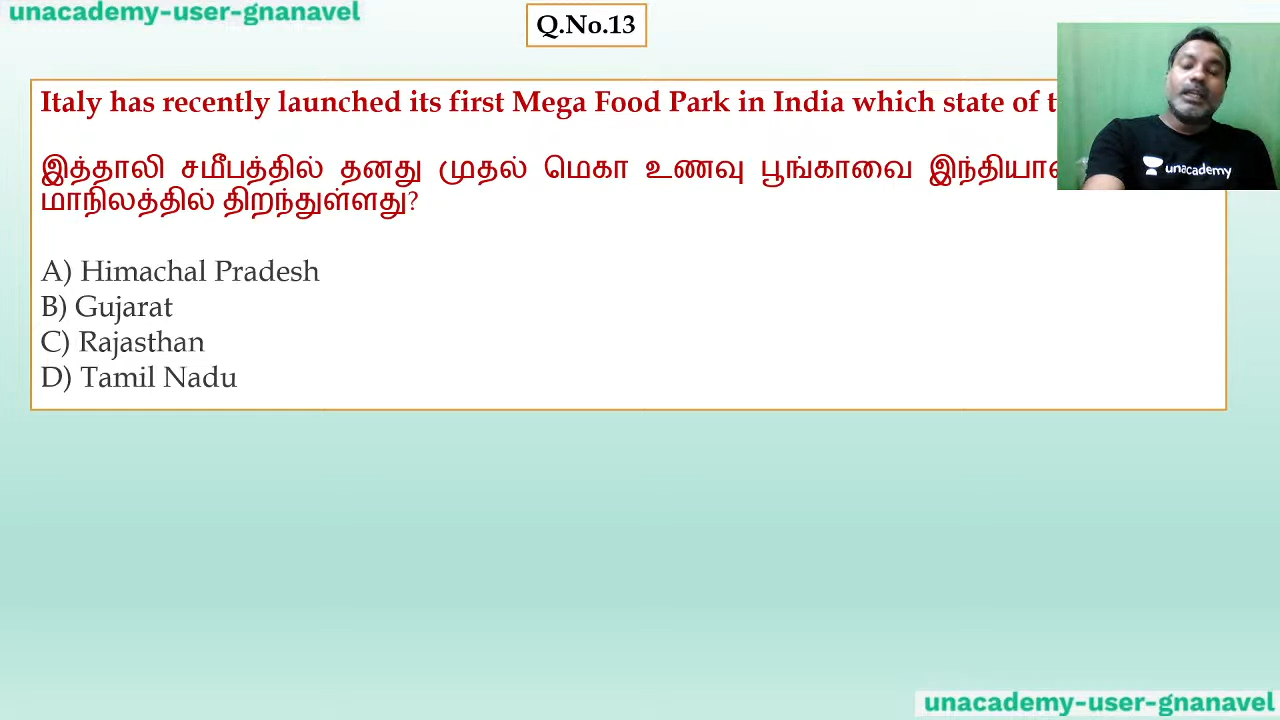 unacademy-user-gnanavel
Q.No.13
Italy has recently launched its first Mega Food Park in India which state of
இத்தாலி சமீபத்தில் தனது முதல் மெகா உணவு பூங்காவை
மாநிலத்தில் திறந்துள்ளது?
unacademy
A) Himachal Pradesh
B) Gujarat
C) Rajasthan
D) Tamil Nadu
unacademy-user-gnanavel